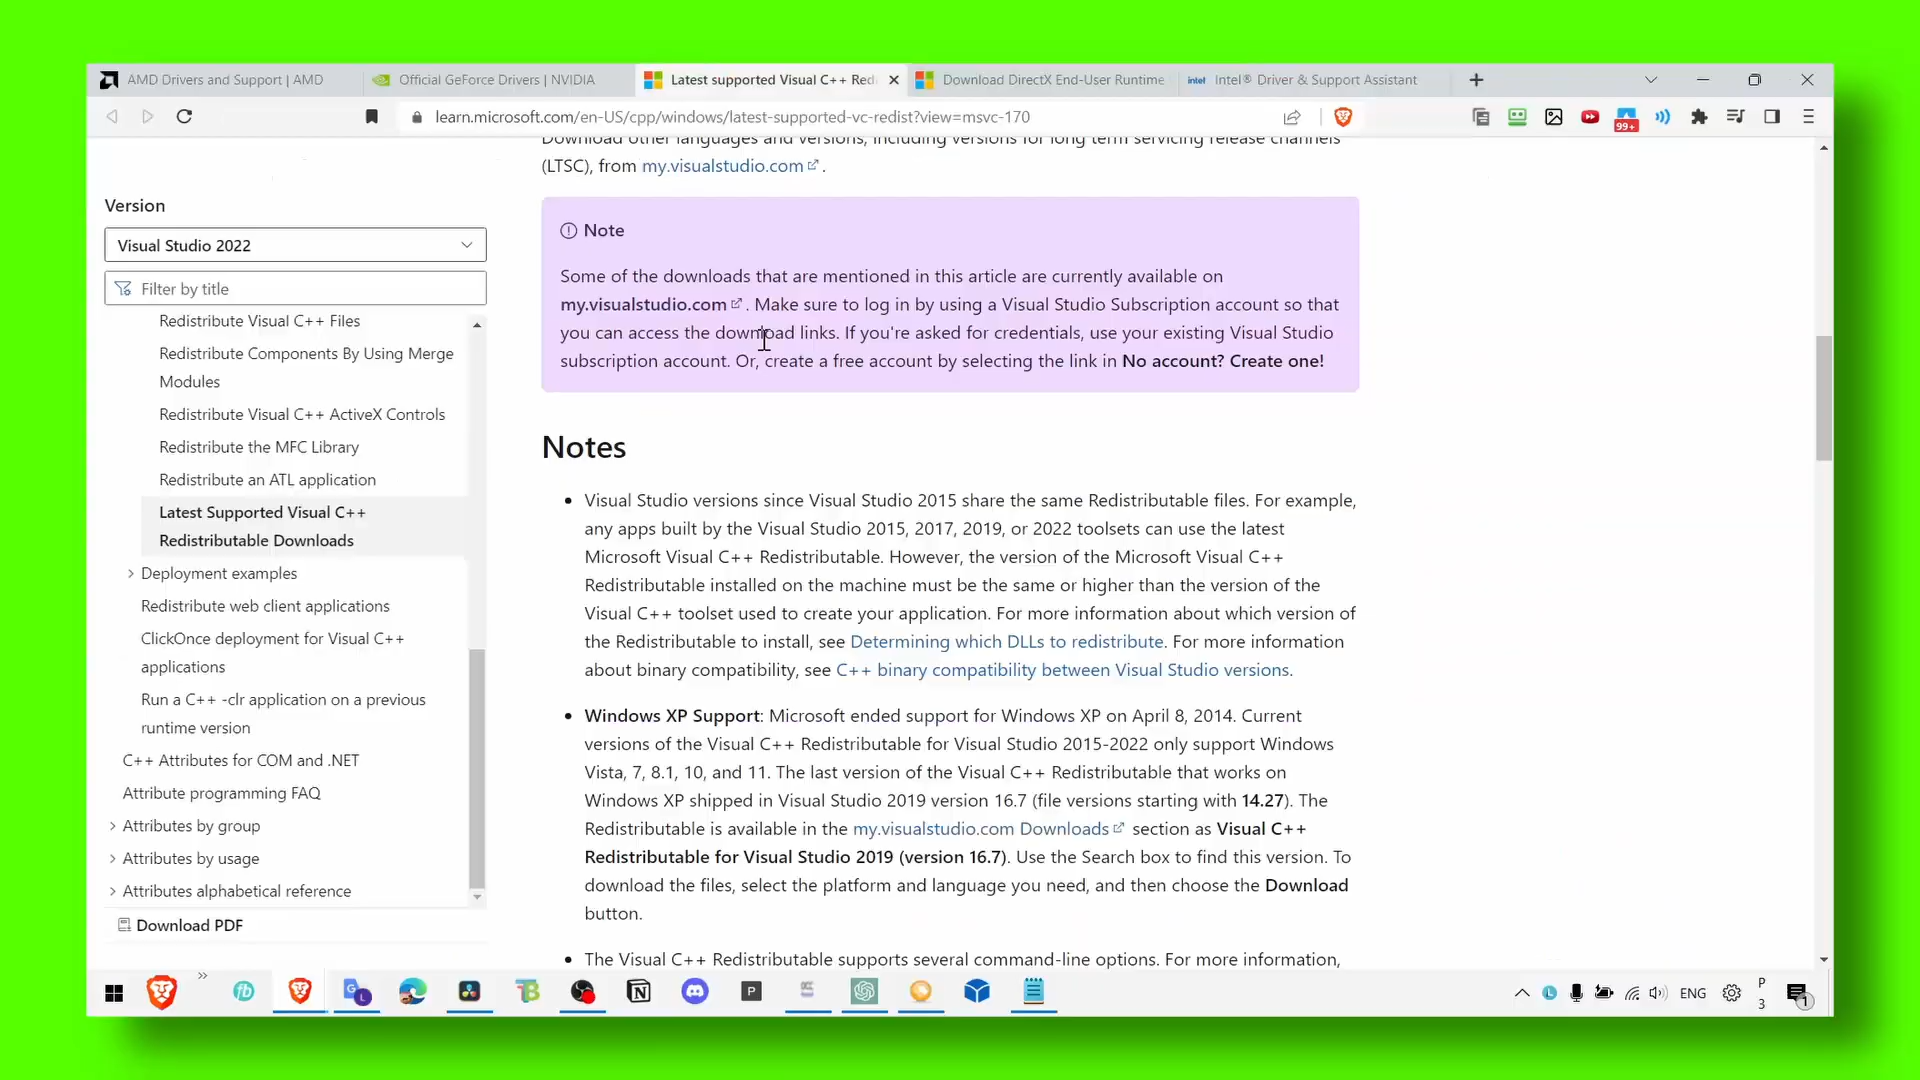 AMD Drivers and Support | AMD
Official GeForce Drivers | NVIDIA
Latest supported Visual C++ Red
Download DirectX End-User Runtime
intel Intel® Driver & Support Assistant
learn.microsoft.com/en-US/cpp/windows/latest-supported-vc-redist?view=msvc-170
99+
Version
Visual Studio 2022
Filter by title
Redistribute Visual C++ Files
Redistribute Components By Using Merge
Modules
Redistribute Visual C++ ActiveX Controls
Redistribute the MFC Library
Redistribute an ATL application
Latest Supported Visual C++
Redistributable Downloads
Deployment examples
Redistribute web client applications
ClickOnce deployment for Visual C++
applications
Run a C++ -clr application on a previous
runtime version
C++ Attributes for COM and .NET
Attribute programming FAQ
Attributes by group
Attributes by usage
Attributes alphabetical reference
Download PDF
Download other languages and versions, including versions for long term servicing release channels
(LTSC), from my.visualstudio.com .
Note
Some of the downloads that are mentioned in this article are currently available on
my.visualstudio.com . Make sure to log in by using a Visual Studio Subscription account so that
you can access the download links. If you're asked for credentials, use your existing Visual Studio
subscription account. Or, create a free account by selecting the link in No account? Create one!
Notes
• Visual Studio versions since Visual Studio 2015 share the same Redistributable files. For example,
any apps built by the Visual Studio 2015, 2017, 2019, or 2022 toolsets can use the latest
Microsoft Visual C++ Redistributable. However, the version of the Microsoft Visual C++
Redistributable installed on the machine must be the same or higher than the version of the
Visual C++ toolset used to create your application. For more information about which version of
the Redistributable to install, see Determining which DLLs to redistribute. For more information
about binary compatibility, see C++ binary compatibility between Visual Studio versions.
• Windows XP Support: Microsoft ended support for Windows XP on April 8, 2014. Current
versions of the Visual C++ Redistributable for Visual Studio 2015-2022 only support Windows
Vista, 7, 8.1, 10, and 11. The last version of the Visual C++ Redistributable that works on
Windows XP shipped in Visual Studio 2019 version 16.7 (file versions starting with 14.27). The
Redistributable is available in the my.visualstudio.com Downloads section as Visual C++
Redistributable for Visual Studio 2019 (version 16.7). Use the Search box to find this version. To
download the files, select the platform and language you need, and then choose the Download
button.
• The Visual C++ Redistributable supports several command-line options. For more information,
ENG
P
3
1